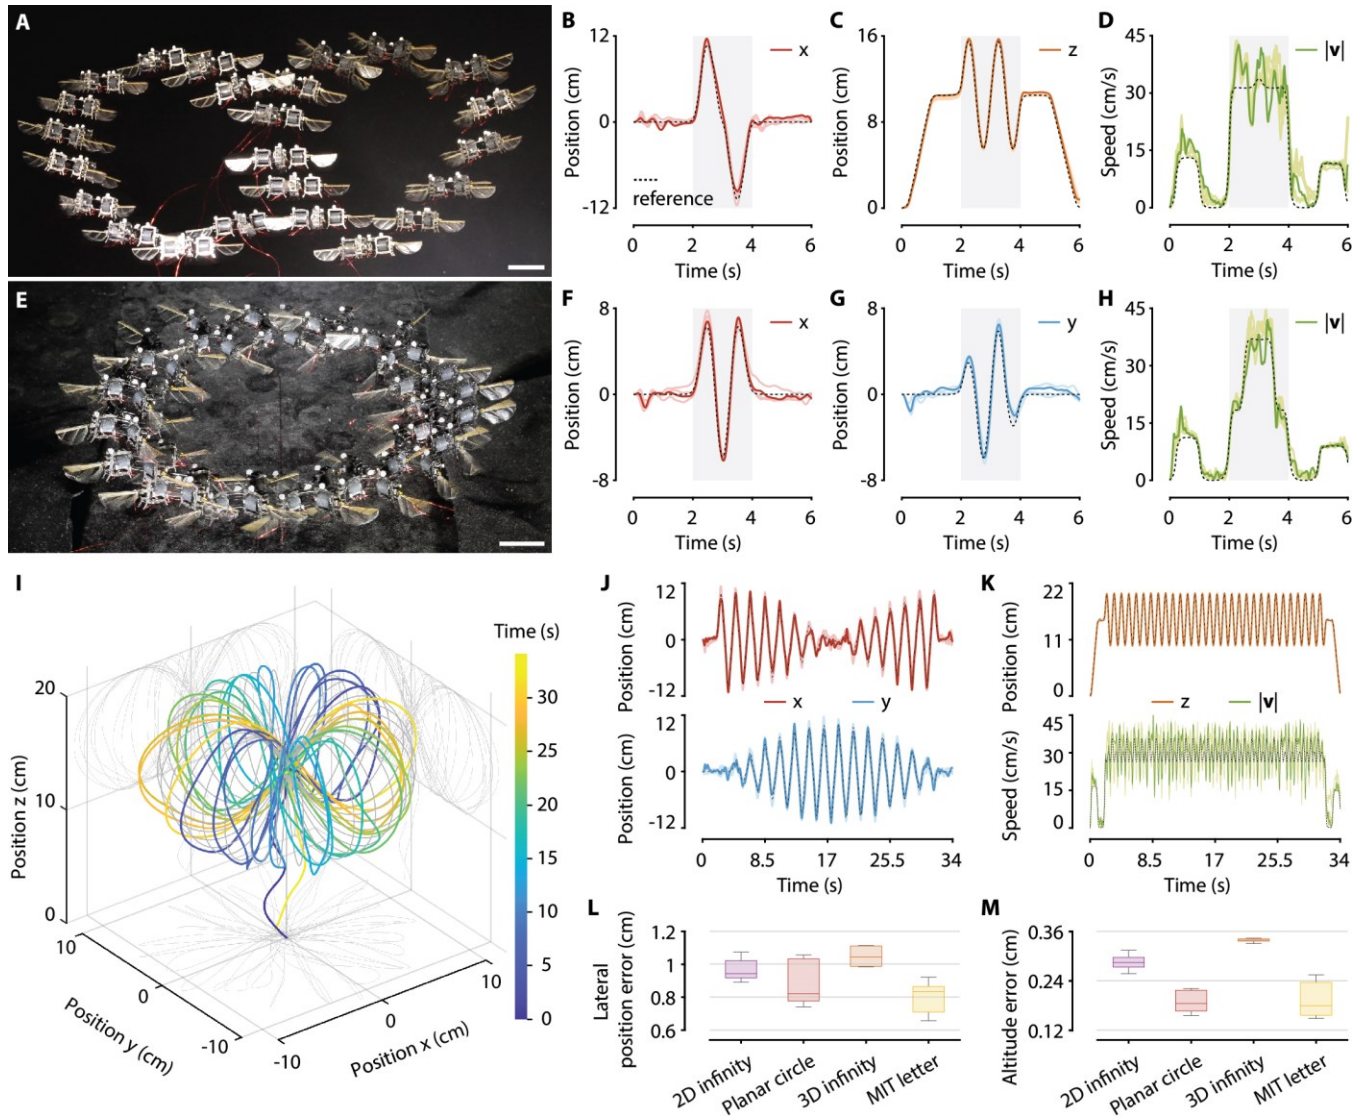 A
B
12
0
-12
Position (cm)
x
reference
0 2 4 6
Time (s)
C
16
8
0
Position (cm)
z
0 2 4 6
Time (s)
D
45
30
15
0
Speed (cm/s)
|v|
0 2 4 6
Time (s)
E
F
8
0
-8
Position (cm)
x
0 2 4 6
Time (s)
G
8
0
-8
Position (cm)
y
0 2 4 6
Time (s)
H
45
30
15
0
Speed (cm/s)
|v|
0 2 4 6
Time (s)
I
Time (s)
30
25
20
15
10
5
0
Position z (cm)
20
10
0
Position y (cm)
10
0
-10
Position x (cm)
-10
0
10
J
12
0
-12
Position (cm)
x y
12
0
-12
Position (cm)
0 8.5 17 25.5 34
Time (s)
K
22
11
0
Position (cm)
z |v|
45
30
15
0
Speed (cm/s)
0 8.5 17 25.5 34
Time (s)
L
1.2
1
0.8
0.6
Lateral
position error (cm)
2D infinity
Planar circle
3D infinity
MIT letter
M
0.36
0.24
0.12
Altitude error (cm)
2D infinity
Planar circle
3D infinity
MIT letter